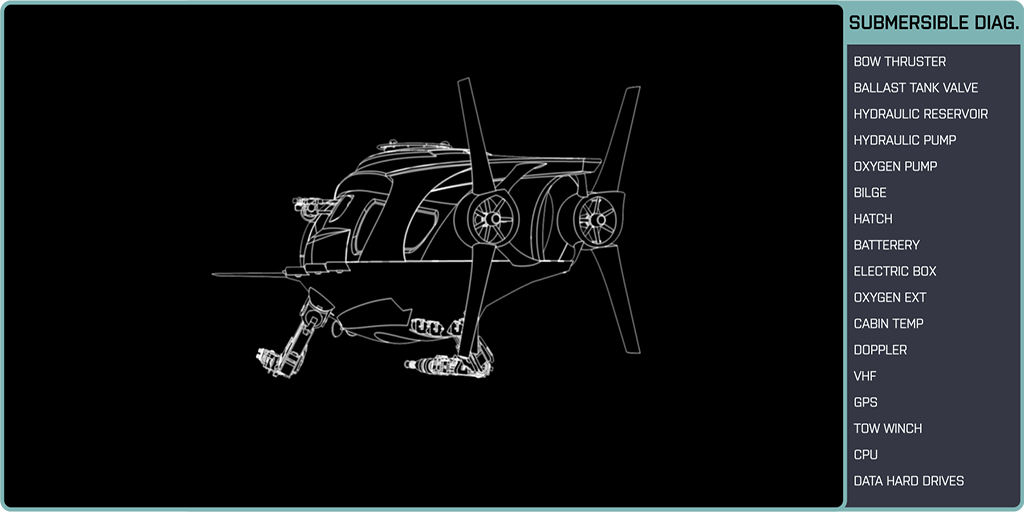 SUBMERSIBLE DIAG.
BOW THRUSTER
BALLAST TANK VALVE
HYDRAULIC RESERVOIR
HYDRAULIC PUMP
OXYGEN PUMP
BILGE
HATCH
BATTERERY
ELECTRIC BOX
OXYGEN EXT
CABIN TEMP
DOPPLER
VHF
GPS
TOW WINCH
CPU
DATA HARD DRIVES